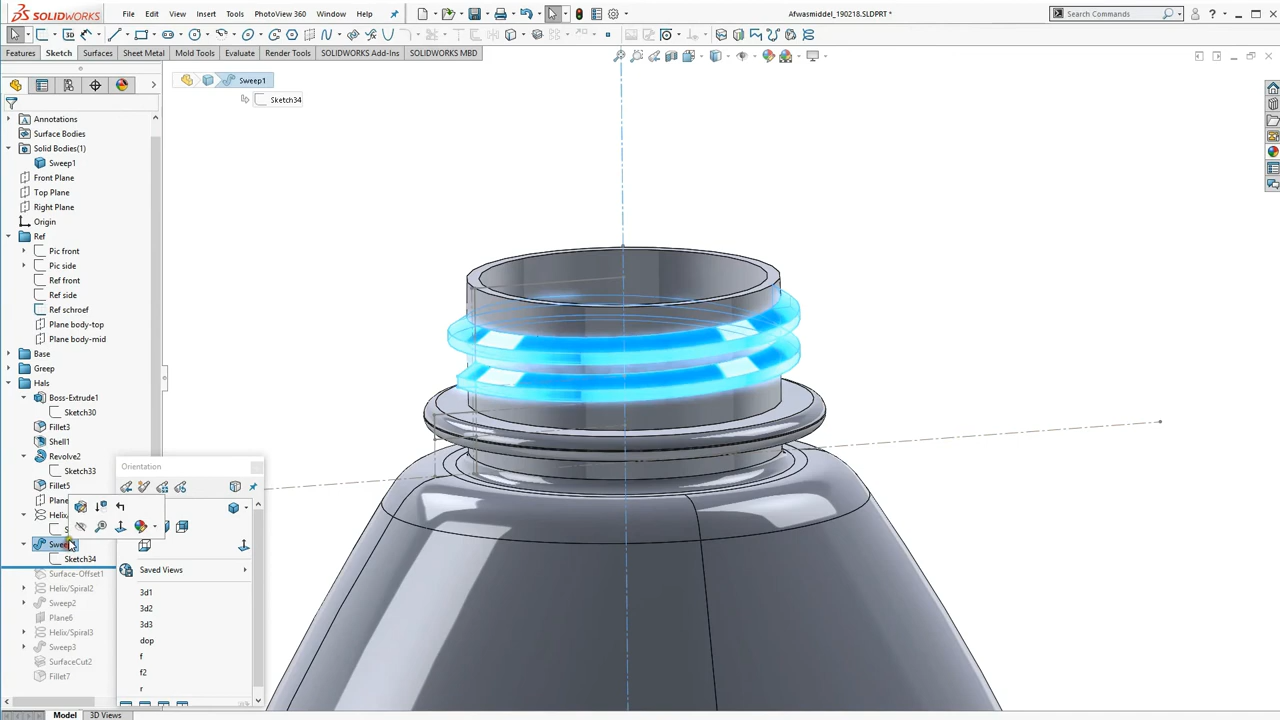 SOLIDWORKS File Edit View Insert Tools PhotoView 360 Window Help Afwasmiddel_190218.SLDPRT * Search Commands
Features Sketch Surfaces Sheet Metal Mold Tools Evaluate Render Tools SOLIDWORKS Add-Ins SOLIDWORKS MBD
Sweep1
Sketch34
Annotations
Surface Bodies
Solid Bodies(1)
Sweep1
Front Plane
Top Plane
Right Plane
Origin
Ref
Pic front
Pic side
Ref front
Ref side
Ref schroef
Plane body-top
Plane body-mid
Base
Greep
Hals
Boss-Extrude1
Sketch30
Fillet3
Shell1
Revolve2
Sketch33
Fillet5
Plane
Helix
S
Sweep
Sketch34
Surface-Offset1
Helix/Spiral2
Sweep2
Plane6
Helix/Spiral3
Sweep3
SurfaceCut2
Fillet7
Orientation
Saved Views
3d1
3d2
3d3
dop
f
f2
r
Model 3D Views